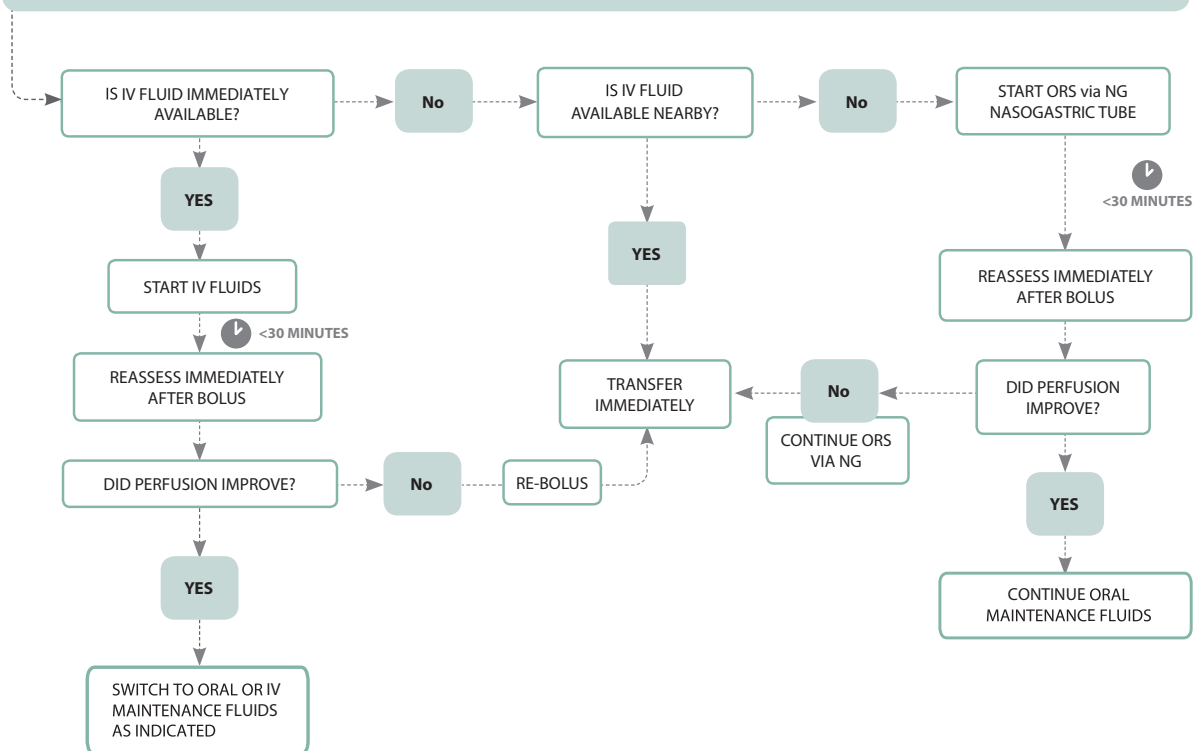 IS IV FLUID IMMEDIATELY
AVAILABLE?
No
IS IV FLUID
AVAILABLE NEARBY?
No
START ORS via NG
NASOGASTRIC TUBE
YES
<30 MINUTES
YES
START IV FLUIDS
REASSESS IMMEDIATELY
AFTER BOLUS
<30 MINUTES
REASSESS IMMEDIATELY
AFTER BOLUS
TRANSFER
IMMEDIATELY
No
CONTINUE ORS
VIA NG
DID PERFUSION
IMPROVE?
DID PERFUSION IMPROVE?
No
RE-BOLUS
YES
YES
CONTINUE ORAL
MAINTENANCE FLUIDS
SWITCH TO ORAL OR IV
MAINTENANCE FLUIDS
AS INDICATED